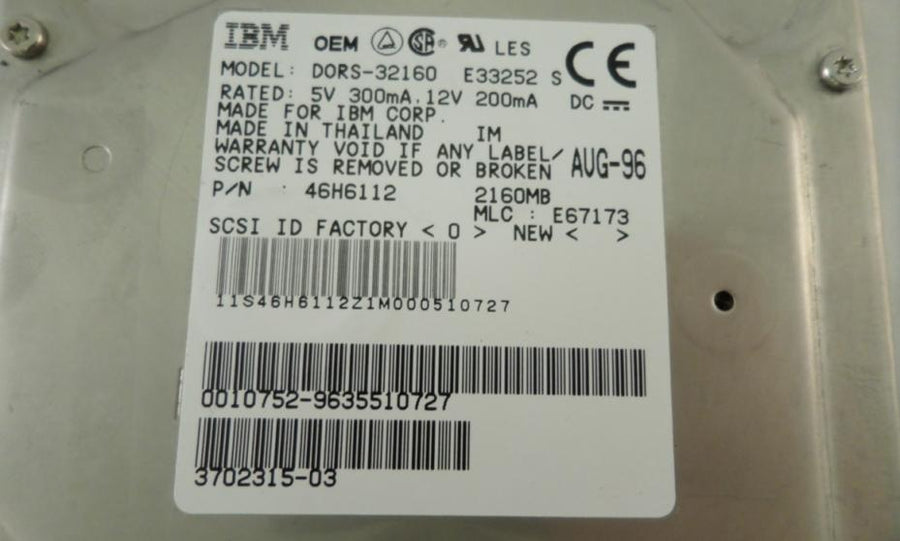 IBM OEM SA ® LES
MODEL: DORS-32160 E33252 S CE
RATED: 5V 300mA.12V 200mA DC
MADE FOR IBM CORP.
MADE IN THAILAND IM
WARRANTY VOID IF ANY LABEL/
SCREW IS REMOVED OR BROKEN AUG-96
P/N : 46H6112 2160MB
MLC : E67173
SCSI ID FACTORY < 0 > NEW < >
11S46H6112Z1M000510727
0010752-9635510727
3702315-03